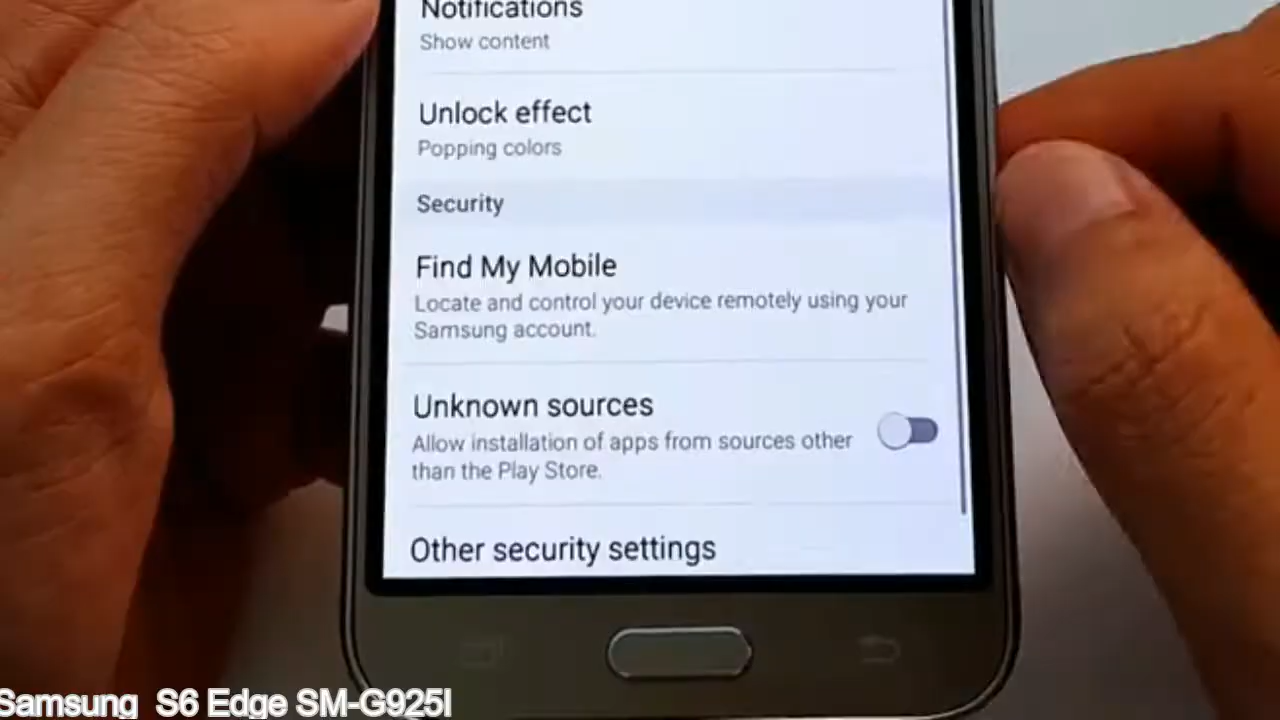 Notifications
Show content
Unlock effect
Popping colors
Security
Find My Mobile
Locate and control your device remotely using your
Samsung account.
Unknown sources
Allow installation of apps from sources other
than the Play Store.
Other security settings
Samsung S6 Edge SM-G925I